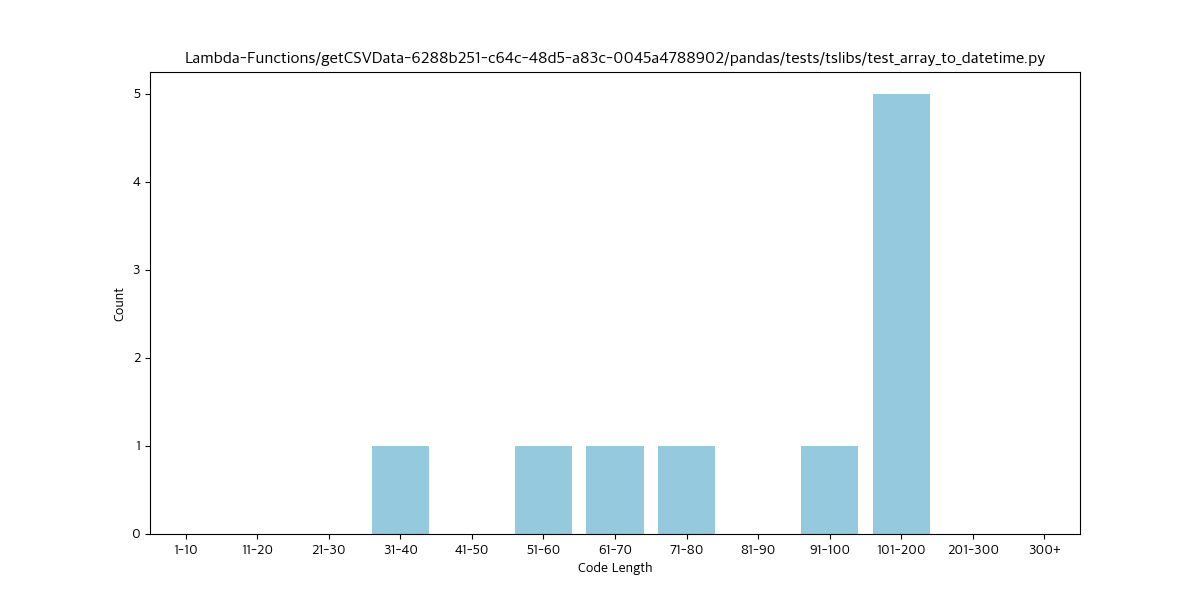 Lambda-Functions/getCSVData-6288b251-c64c-48d5-a83c-0045a4788902/pandas/tests/tslibs/test_array_to_datetime.py
5
4
3
2
1
0
Count
1-10 11-20 21-30 31-40 41-50 51-60 61-70 71-80 81-90 91-100 101-200 201-300 300+
Code Length